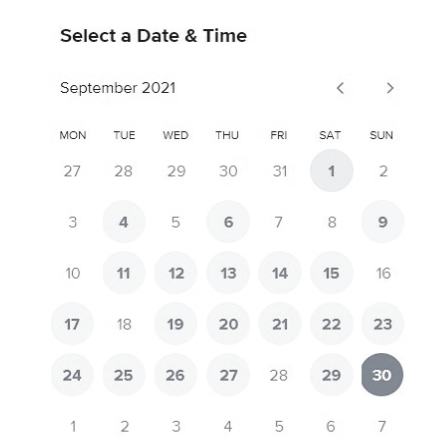 Select a Date & Time
September 2021
MON TUE WED THU FRI SAT SUN
27 28 29 30 31 1 2
3 4 5 6 7 8 9
10 11 12 13 14 15 16
17 18 19 20 21 22 23
24 25 26 27 28 29 30
1 2 3 4 5 6 7